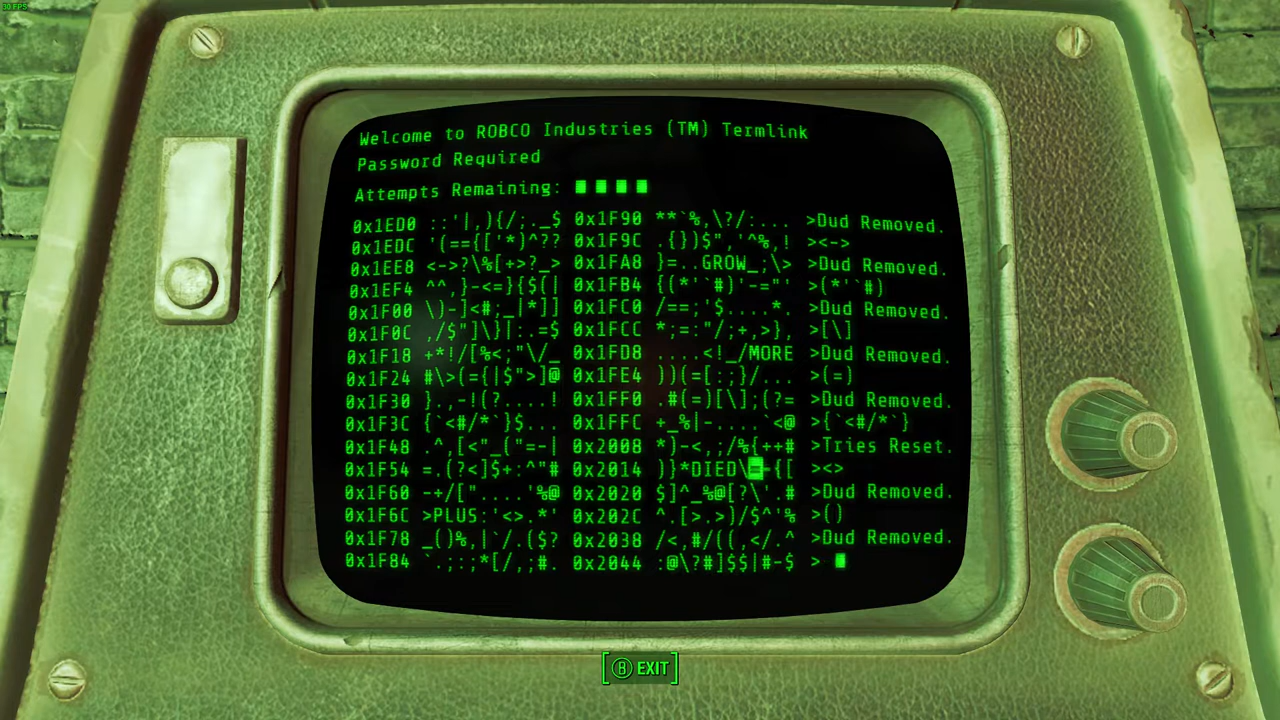 30 FPS
Welcome to ROBCO Industries (TM) Termlink
Password Required
Attempts Remaining: ■ ■ ■ ■
0x1ED0 ::'|,){/;._$ 0x1F90 **`%,\?/:... >Dud Removed.
0x1EDC '(=={['*)^?? 0x1F9C .{})$",'^%,! ><->
0x1EE8 <->?\%[+>?_> 0x1FA8 }=..GROW_;\> >Dud Removed.
0x1EF4 ^^,}-<=}{$(| 0x1FB4 {(*'`#)'-="' >(*'`#)
0x1F00 \)-]<#;_|*]] 0x1FC0 /==;'$....*. >Dud Removed.
0x1F0C ,/$"]\}|:.=$ 0x1FCC *;=:"/;+,>}, >[\]
0x1F18 +*!/[%<;"\/_ 0x1FD8 ....<!_/MORE >Dud Removed.
0x1F24 #\>(={|$">]@ 0x1FE4 ))(=[:;}/... >(=)
0x1F30 }.,-!(?....! 0x1FF0 .#(=)[\];(?= >Dud Removed.
0x1F3C {`<#/*`}$... 0x1FFC +_%|-....`<@ >{`<#/*`}
0x1F48 .^,[<"_("=-| 0x2008 *)-<,;/%{++# >Tries Reset.
0x1F54 =.(?<]$+:^"# 0x2014 )}*DIED\=-{[ ><>
0x1F60 -+/["....'%@ 0x2020 $]^_%@[?\'.# >Dud Removed.
0x1F6C >PLUS:'<>.*' 0x202C ^.[>.>)/$^'% >()
0x1F78 _()%,|`/.($? 0x2038 /<,#/((,</.^ >Dud Removed.
0x1F84 `.;:;*[/,;#. 0x2044 :@\?#]$$|#-$ > ■
Ⓑ EXIT